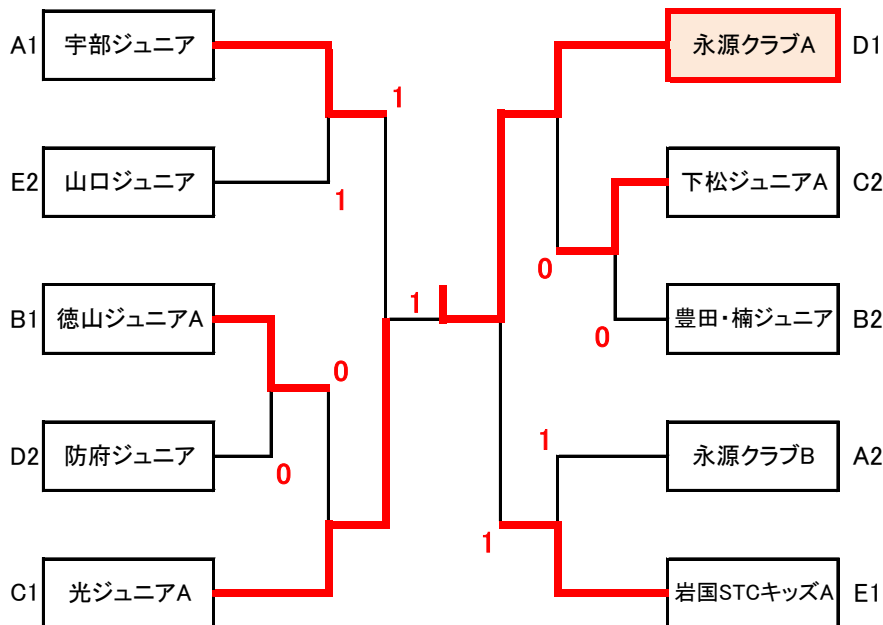 A1 宇部ジュニア
1
E2 山口ジュニア
1
B1 徳山ジュニアA
0
D2 防府ジュニア
0
C1 光ジュニアA
1
永源クラブA D1
下松ジュニアA C2
0
豊田・楠ジュニア B2
0
永源クラブB A2
1
岩国STCキッズA E1
1